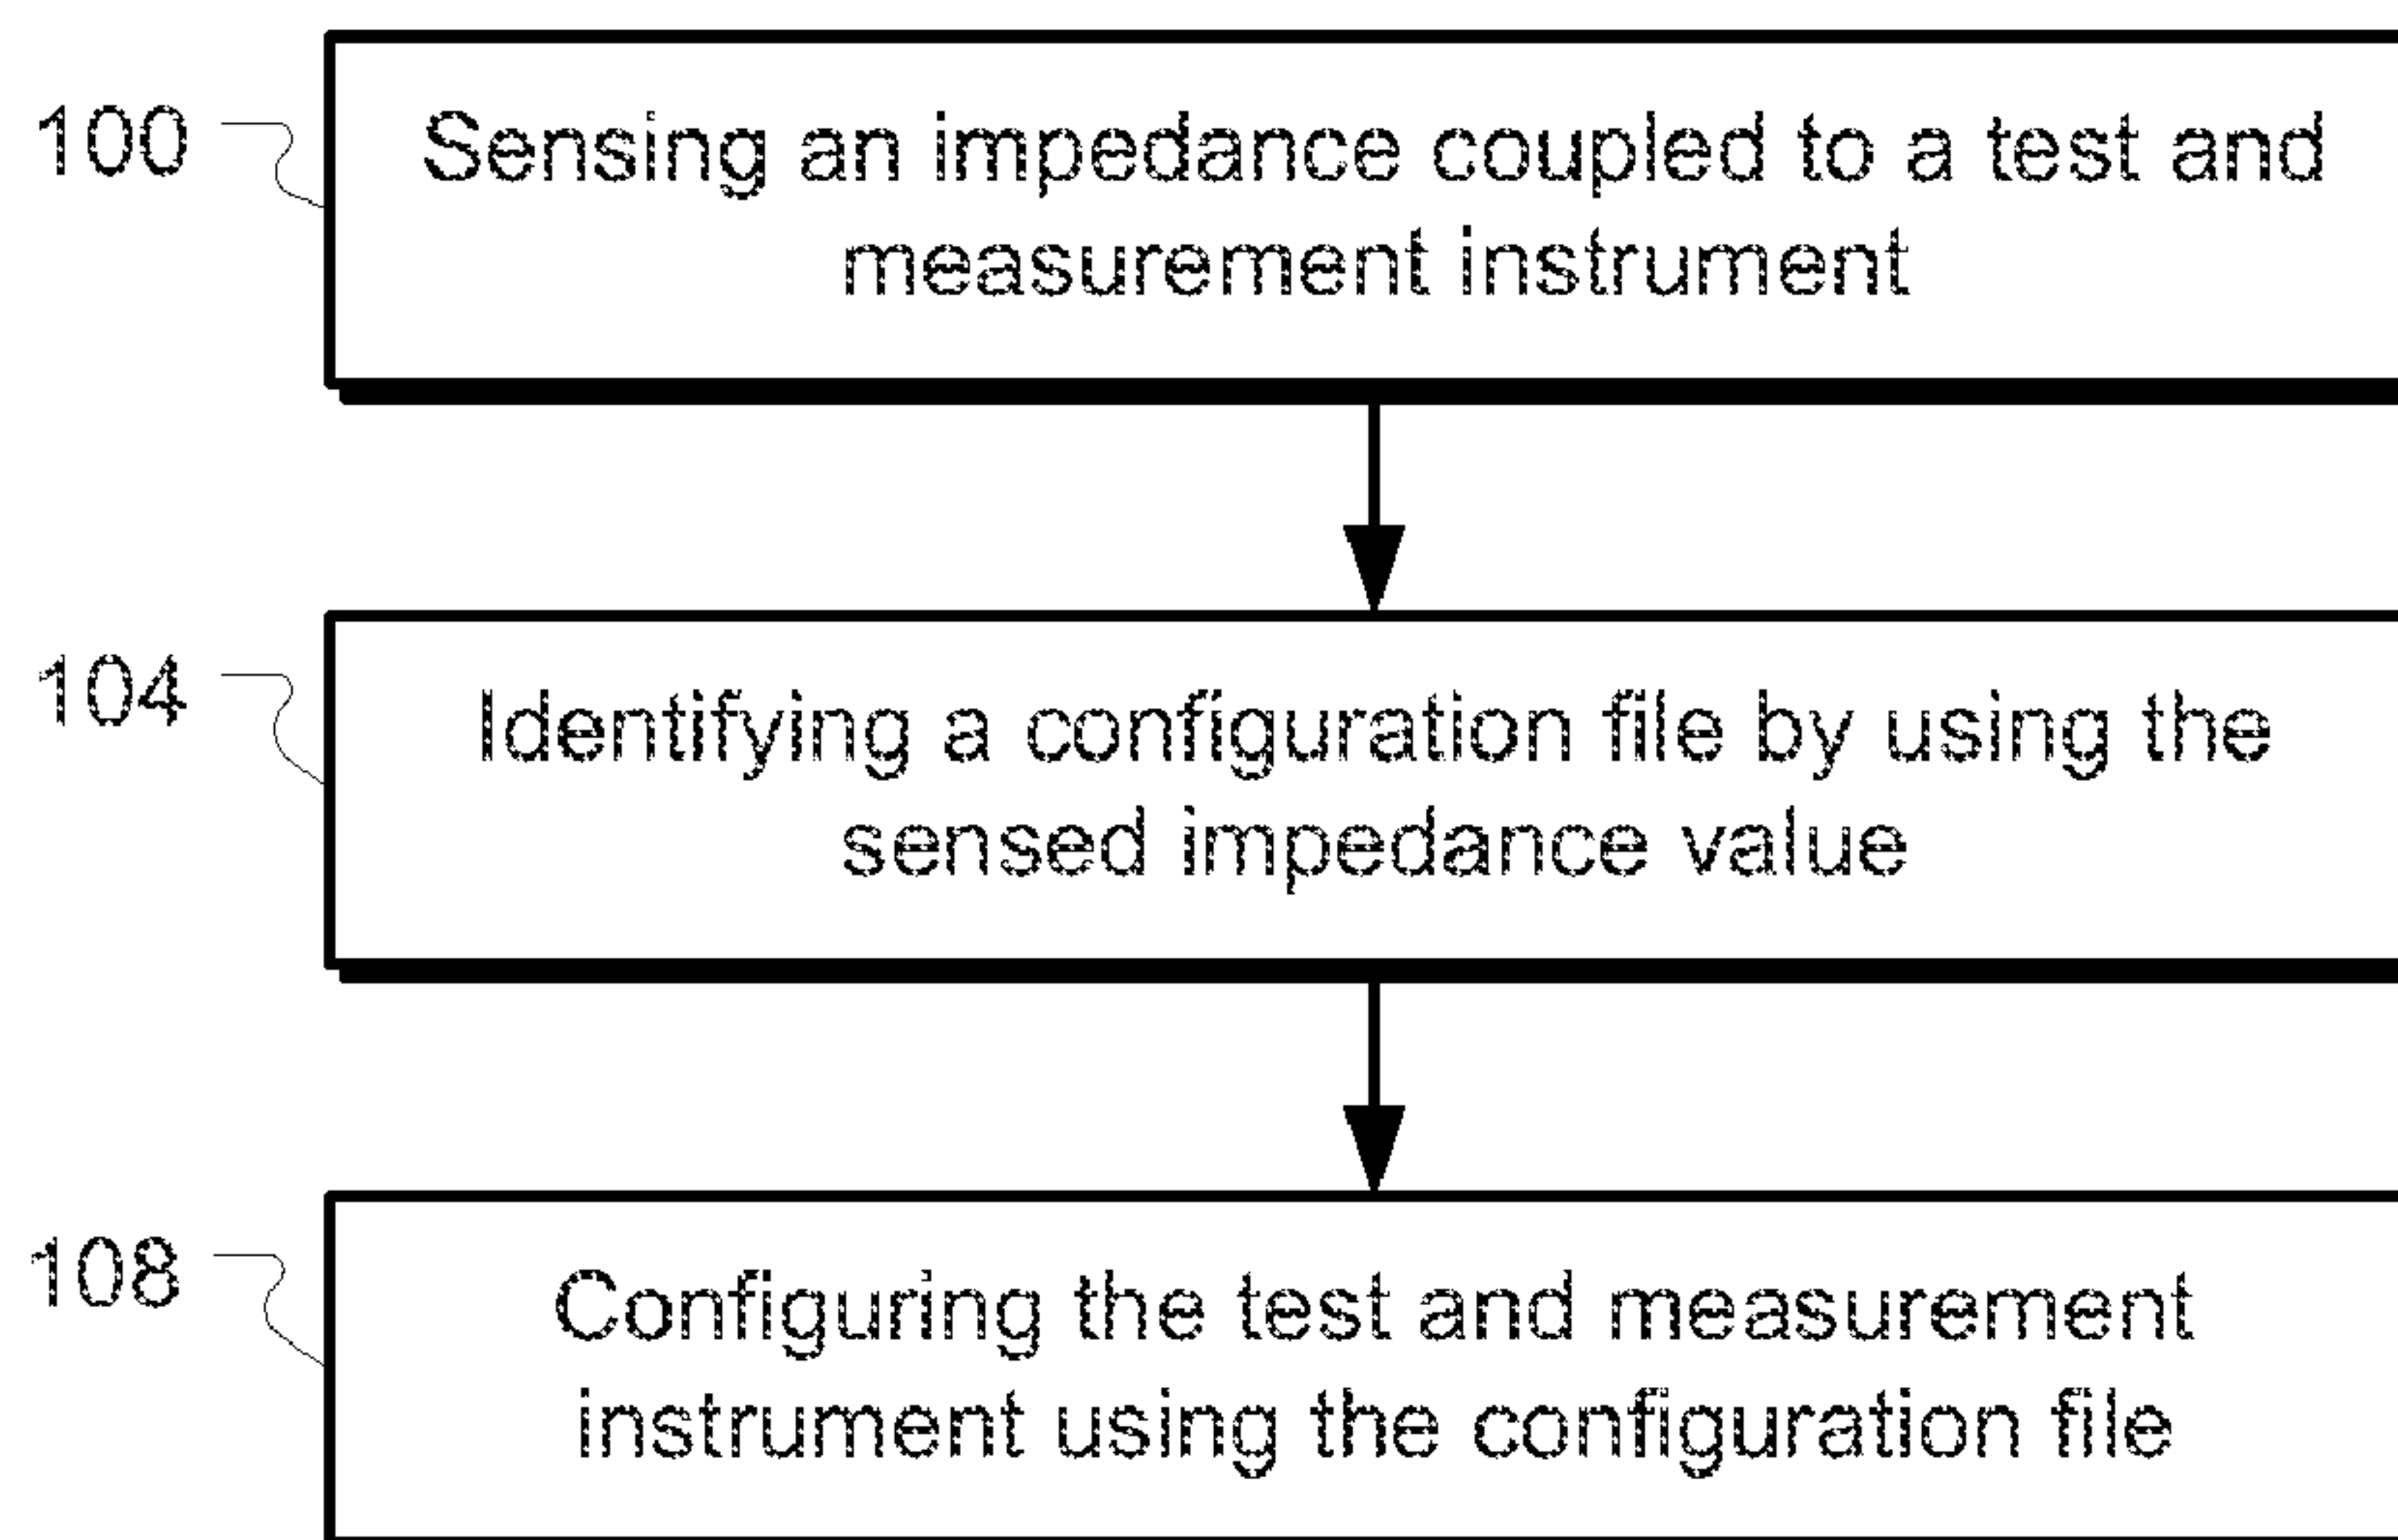 100
Sensing an impedance coupled to a test and
measurement instrument
104
Identifying a configuration file by using the
sensed impedance value
108
Configuring the test and measurement
instrument using the configuration file